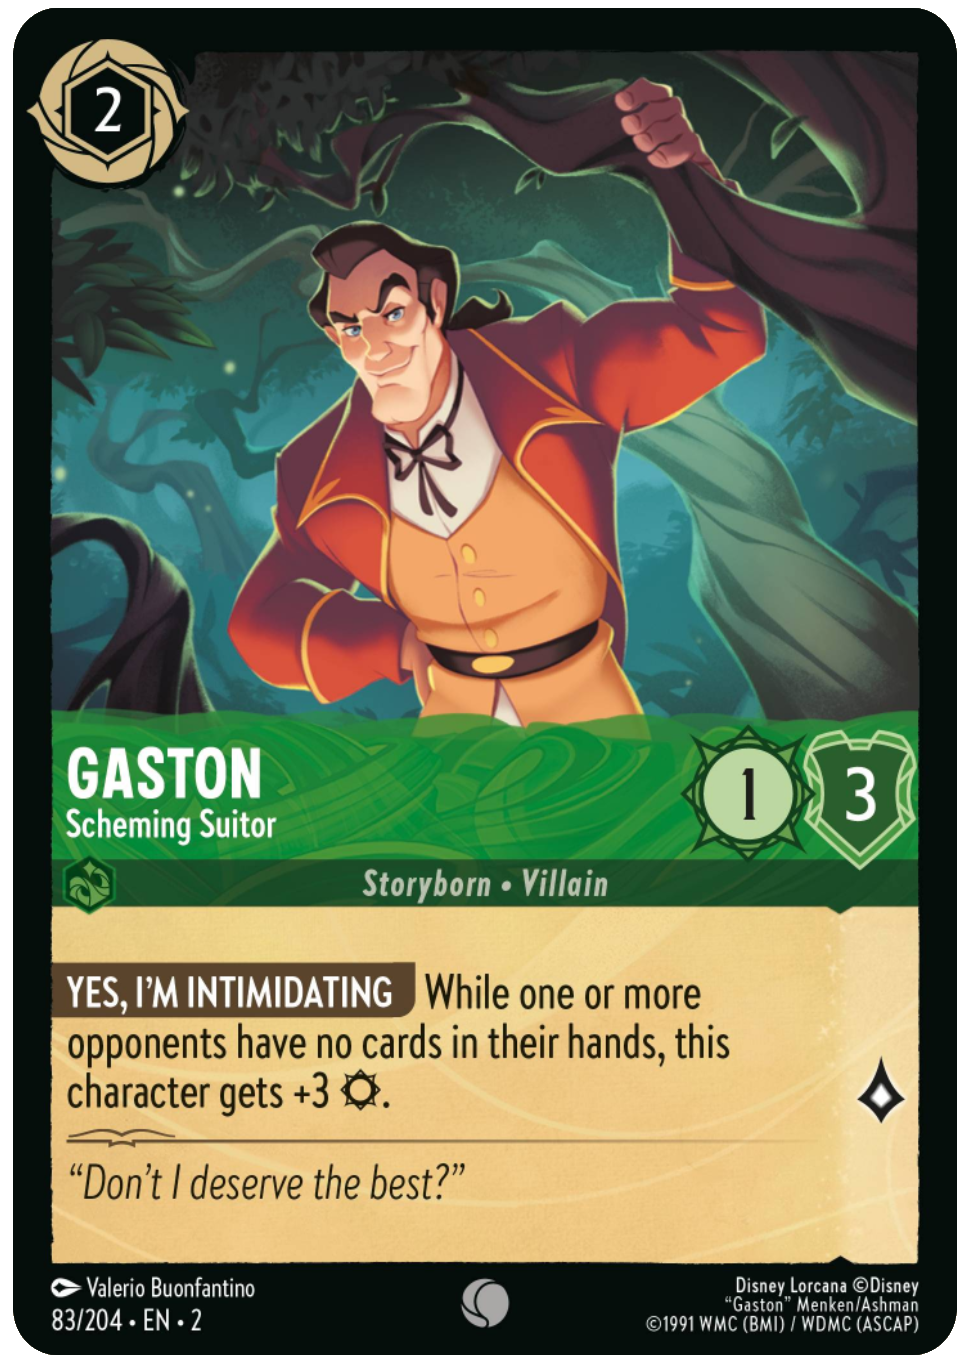 2
GASTON
Scheming Suitor
1
3
Storyborn • Villain
YES, I'M INTIMIDATING While one or more
opponents have no cards in their hands, this
character gets +3 .
“Don't I deserve the best?”
Valerio Buonfantino
83/204 • EN • 2
Disney Lorcana ©Disney
“Gaston” Menken/Ashman
©1991 WMC (BMI) / WDMC (ASCAP)